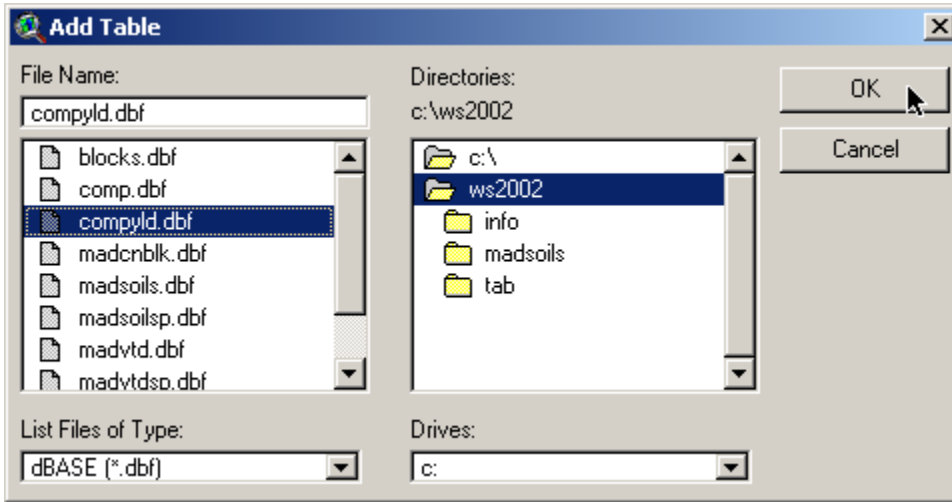 Add Table
File Name:
compyld.dbf
blocks.dbf
comp.dbf
compyld.dbf
madcnblk.dbf
madsoils.dbf
madsoilsp.dbf
madvtd.dbf
madvtdsp.dbf
List Files of Type:
dBASE (*.dbf)
Directories:
c:\ws2002
c:\
ws2002
info
madsoils
tab
Drives:
c:
OK
Cancel